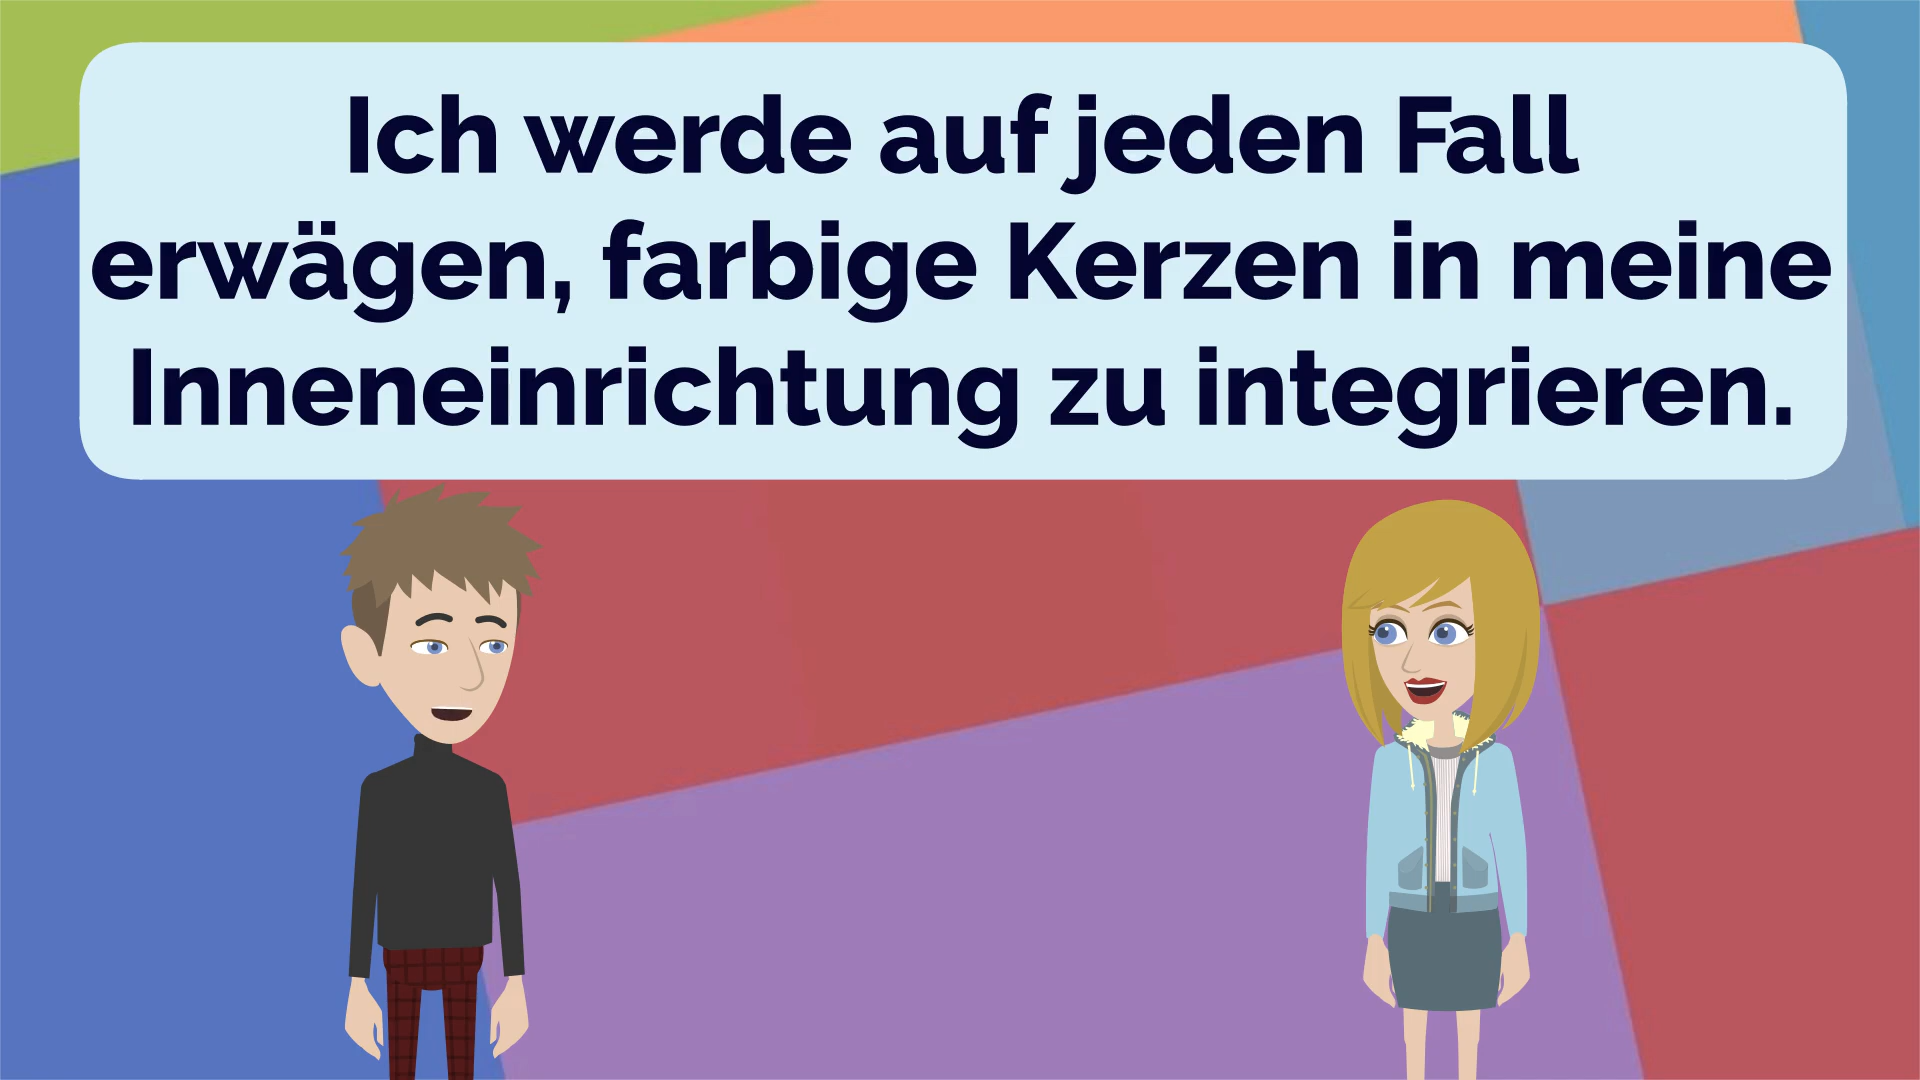 Ich werde auf jeden Fall
erwägen, farbige Kerzen in meine
Inneneinrichtung zu integrieren.